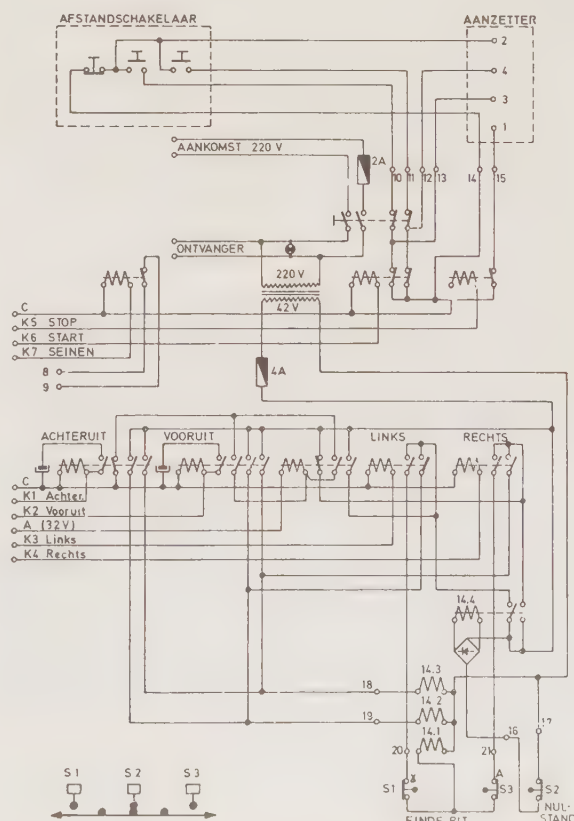 AFSTANDSCHAKELAAR
AANZETTER
2
4
3
1
AANKOMST 220 V
2A
10 11 12 13 14 15
ONTVANGER
220 V
42 V
C
K5 STOP
K6 START
K7 SEINEN
8
9
4A
ACHTERUIT
VOORUIT
LINKS
RECHTS
C
K1 Achter.
K2 Vooruit
A (32V)
K3 Links
K4 Rechts
14.4
14.3
18
14.2
19
14.1
16
17
20
21
A
S1
S3
S2
NUL-
STAND
EINDE RIT
S1 S2 S3